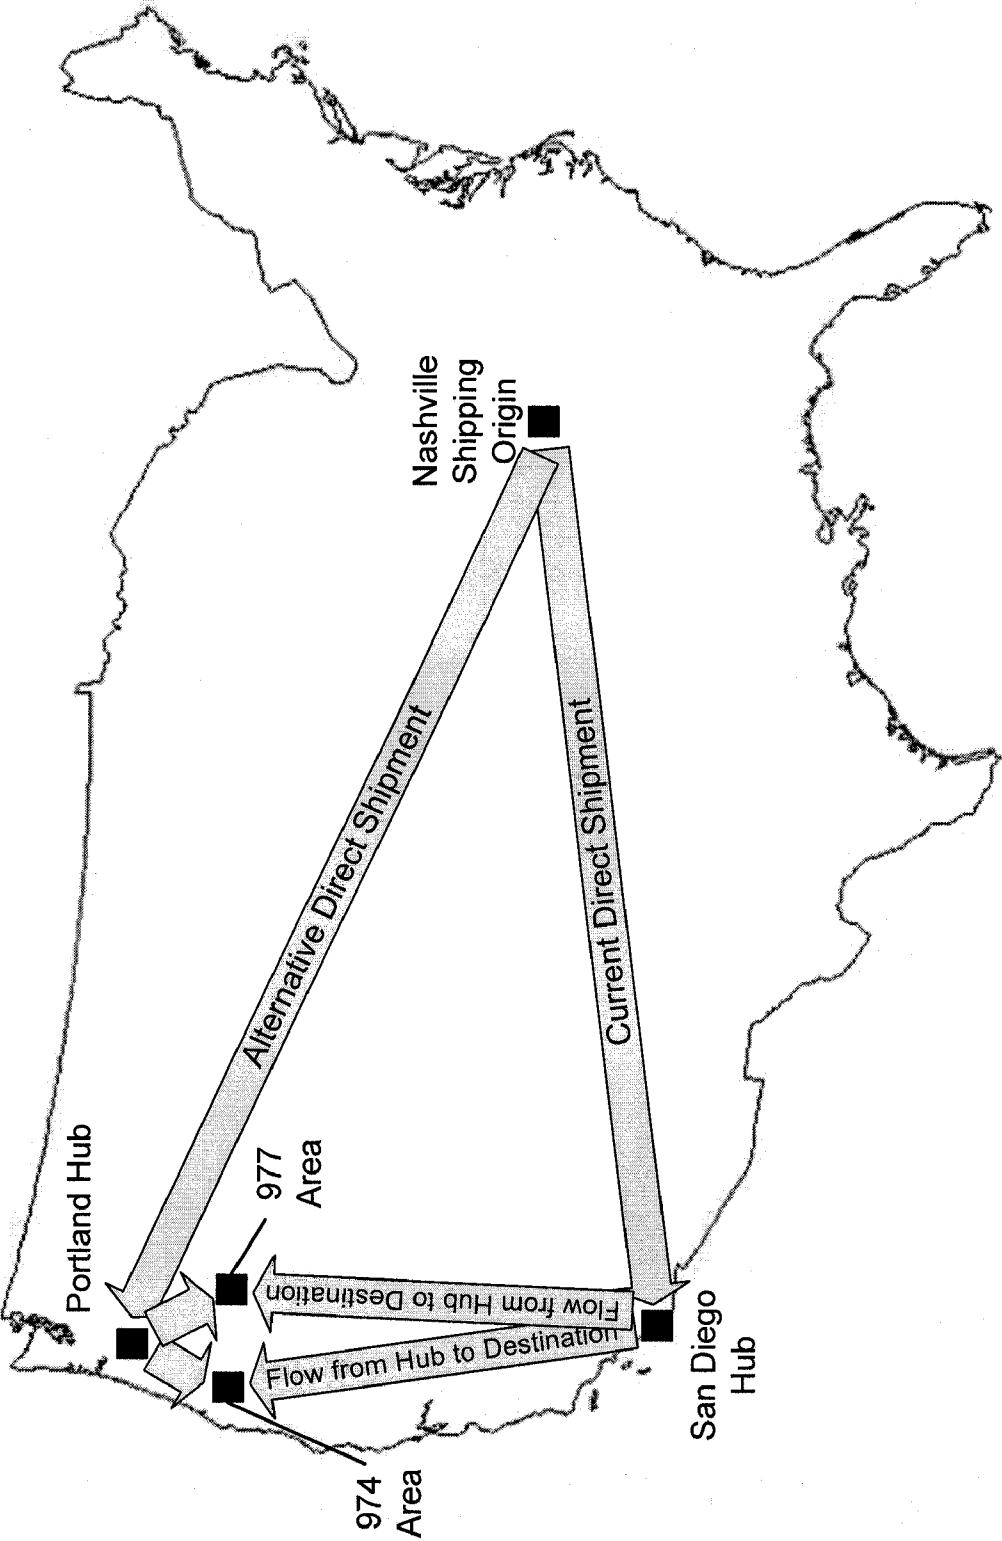 Portland Hub
977
Area
Nashville
Shipping
Origin
Alternative Direct Shipment
Current Direct Shipment
Flow from Hub to Destination
Flow from Hub to Destination
974
Area
San Diego
Hub